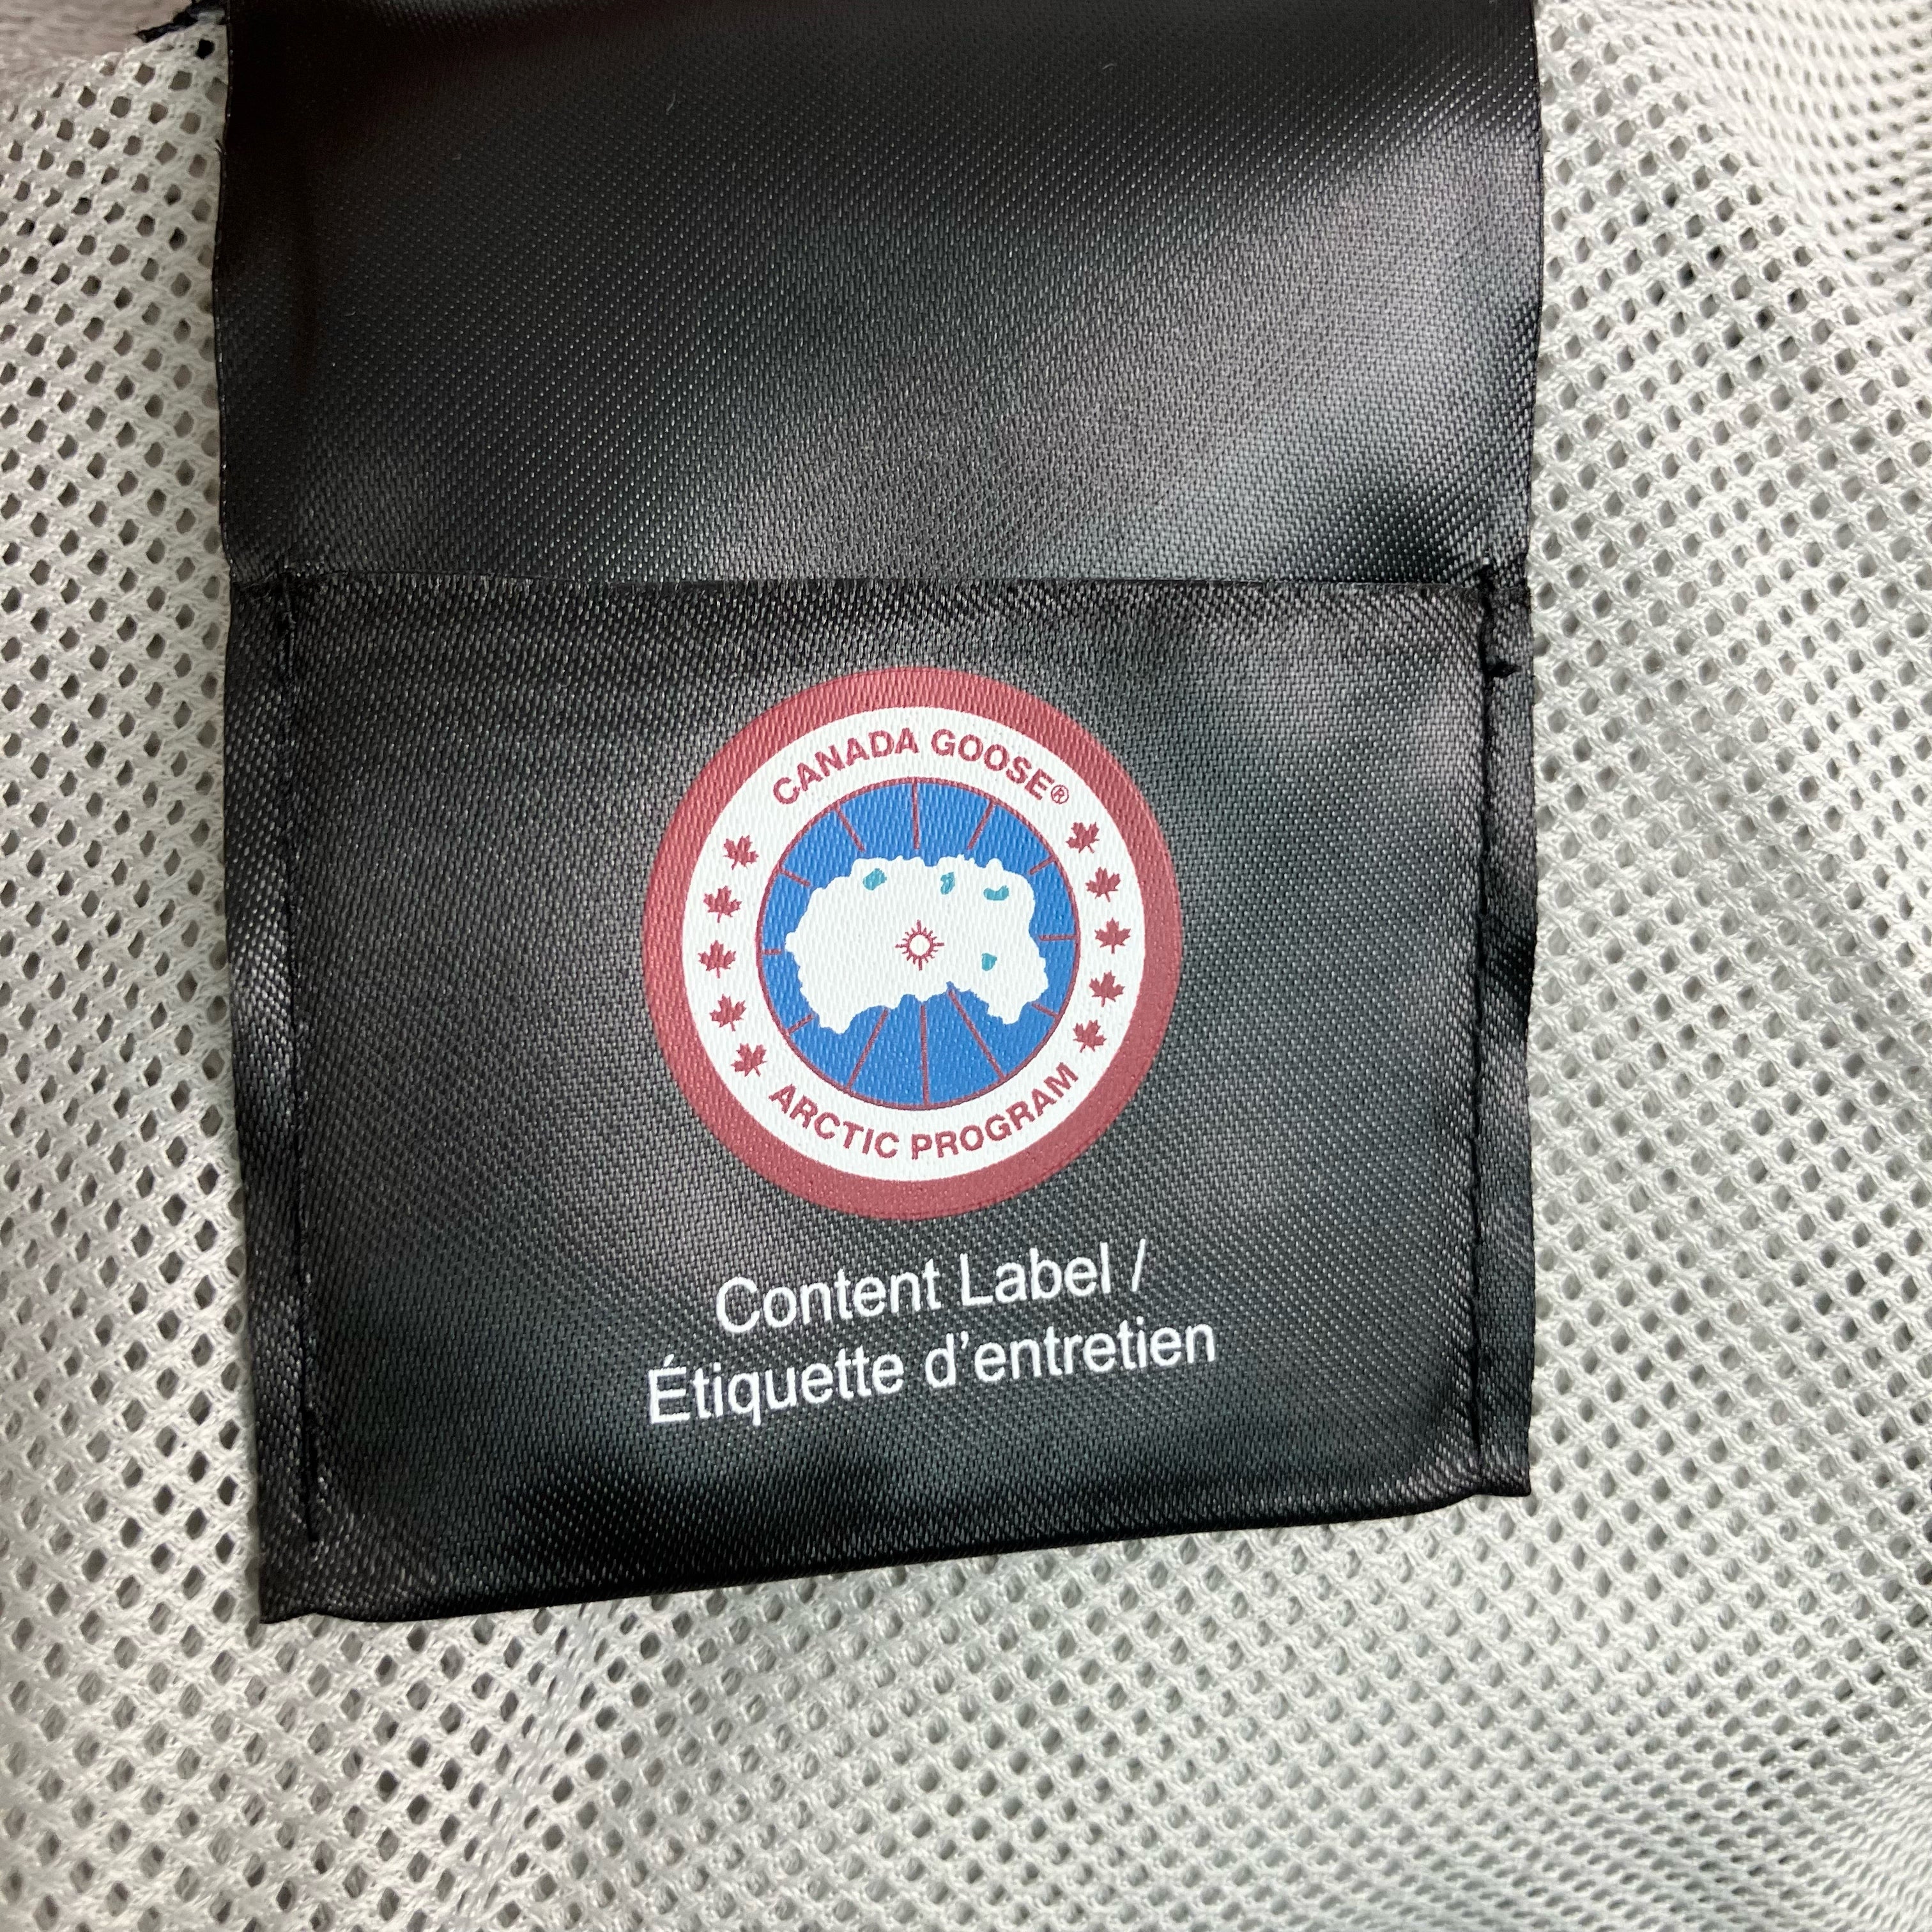 CANADA GOOSE®
ARCTIC PROGRAM
Content Label /
Étiquette d'entretien